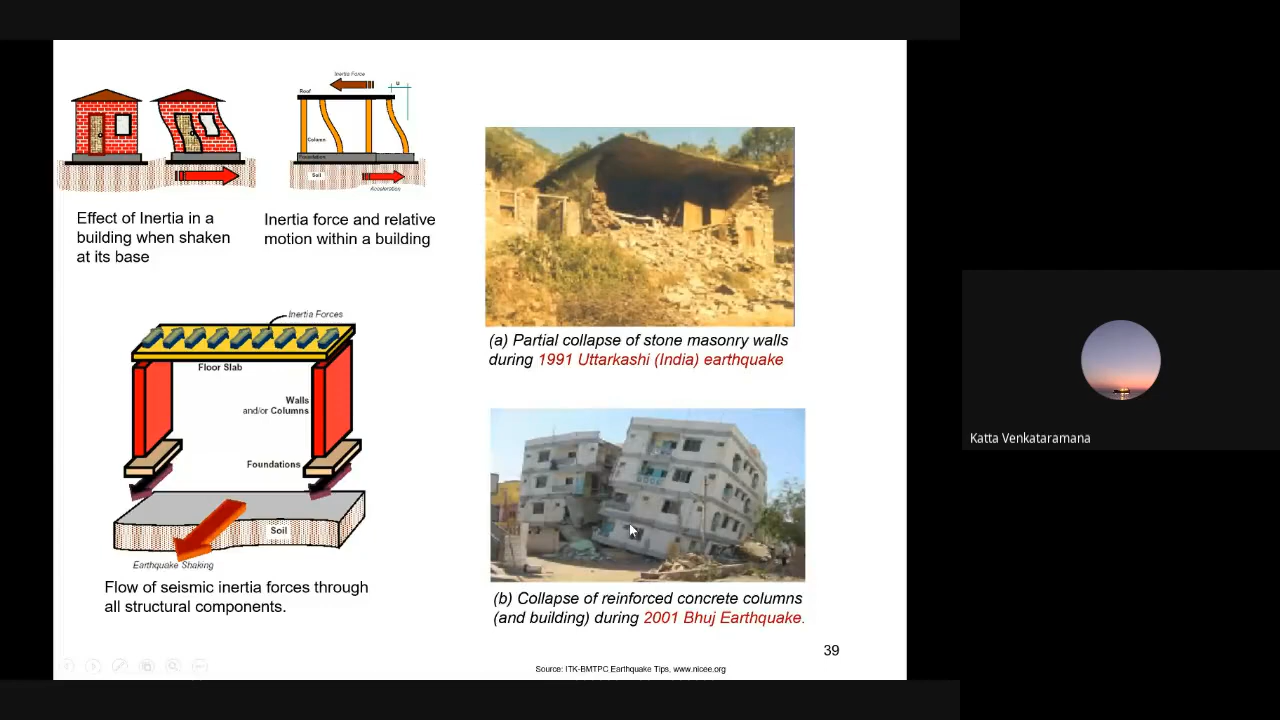 Inertia Force
u
Roof
Column
Foundation
Soil
Acceleration
Effect of Inertia in a
building when shaken
at its base
Inertia force and relative
motion within a building
Inertia Forces
Floor Slab
Walls
and/or Columns
Foundations
Soil
Earthquake Shaking
Flow of seismic inertia forces through
all structural components.
(a) Partial collapse of stone masonry walls
during 1991 Uttarkashi (India) earthquake
(b) Collapse of reinforced concrete columns
(and building) during 2001 Bhuj Earthquake.
39
Source: ITK-BMTPC Earthquake Tips, www.nicee.org
Katta Venkataramana